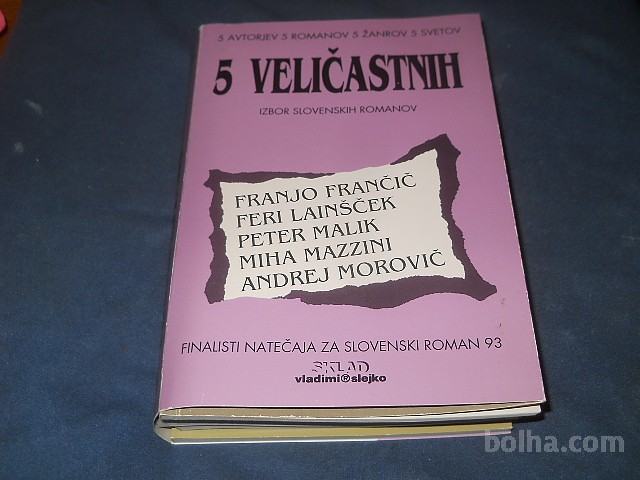 5 AVTORJEV 5 ROMANOV 5 ŽANROV 5 SVETOV
5 VELIČASTNIH
IZBOR SLOVENSKIH ROMANOV
FRANJO FRANČIČ
FERI LAINŠČEK
PETER MALIK
MIHA MAZZINI
ANDREJ MOROVIČ
FINALISTI NATEČAJA ZA SLOVENSKI ROMAN 93
SKLAD
vladimi®slejko
bolha.com